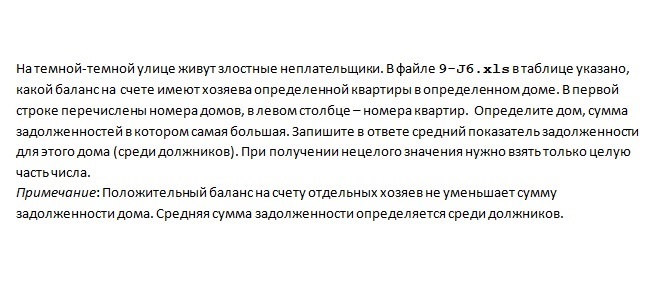 На темной-темной улице живут злостные неплательщики. В файле 9-J6.xls в таблице указано,
какой баланс на счете имеют хозяева определенной квартиры в определенном доме. В первой
строке перечислены номера домов, в левом столбце – номера квартир. Определите дом, сумма
задолженностей в котором самая большая. Запишите в ответе средний показатель задолженности
для этого дома (среди должников). При получении нецелого значения нужно взять только целую
часть числа.
Примечание: Положительный баланс на счету отдельных хозяев не уменьшает сумму
задолженности дома. Средняя сумма задолженности определяется среди должников.